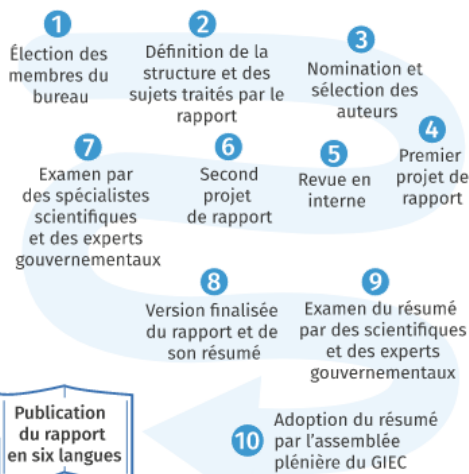 1
Élection des
membres du
bureau
2
Définition de la
structure et des
sujets traités par le
rapport
3
Nomination et
sélection des
auteurs
4
Premier
projet de
rapport
5
Revue en
interne
6
Second
projet
de rapport
7
Examen par
des spécialistes
scientifiques
et des experts
gouvernementaux
8
Version finalisée
du rapport et de
son résumé
9
Examen du résumé
par des scientifiques
et des experts
gouvernementaux
10
Adoption du résumé
par l’assemblée
plénière du GIEC
Publication
du rapport
en six langues